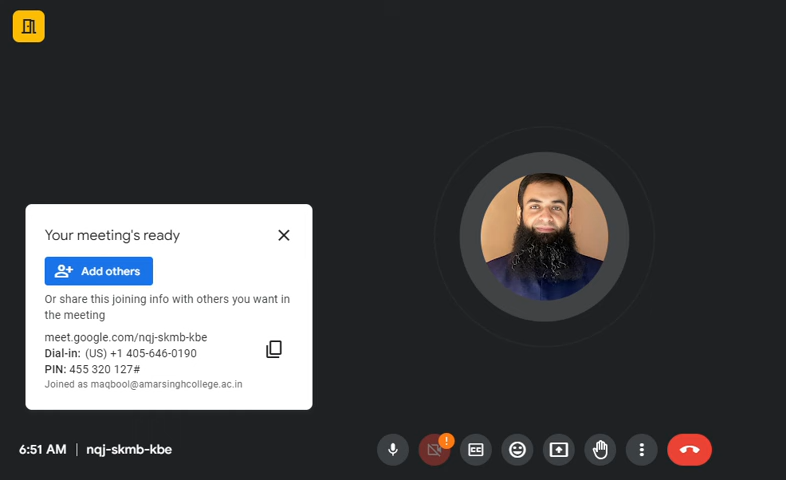 Your meeting's ready
Add others
Or share this joining info with others you want in
the meeting
meet.google.com/nqj-skmb-kbe
Dial-in: (US) +1 405-646-0190
PIN: 455 320 127#
Joined as maqbool@amarsinghcollege.ac.in
6:51 AM | nqj-skmb-kbe